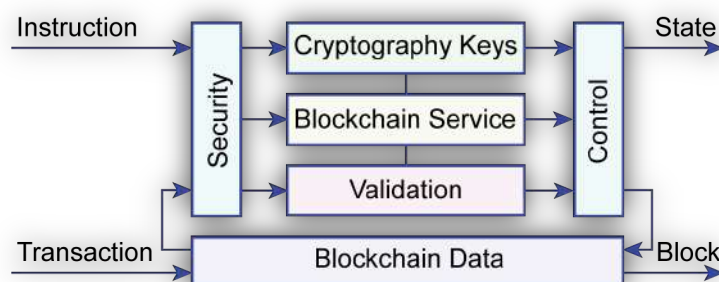 Instruction
State
Cryptography Keys
Security
Blockchain Service
Control
Validation
Transaction
Blockchain Data
Block